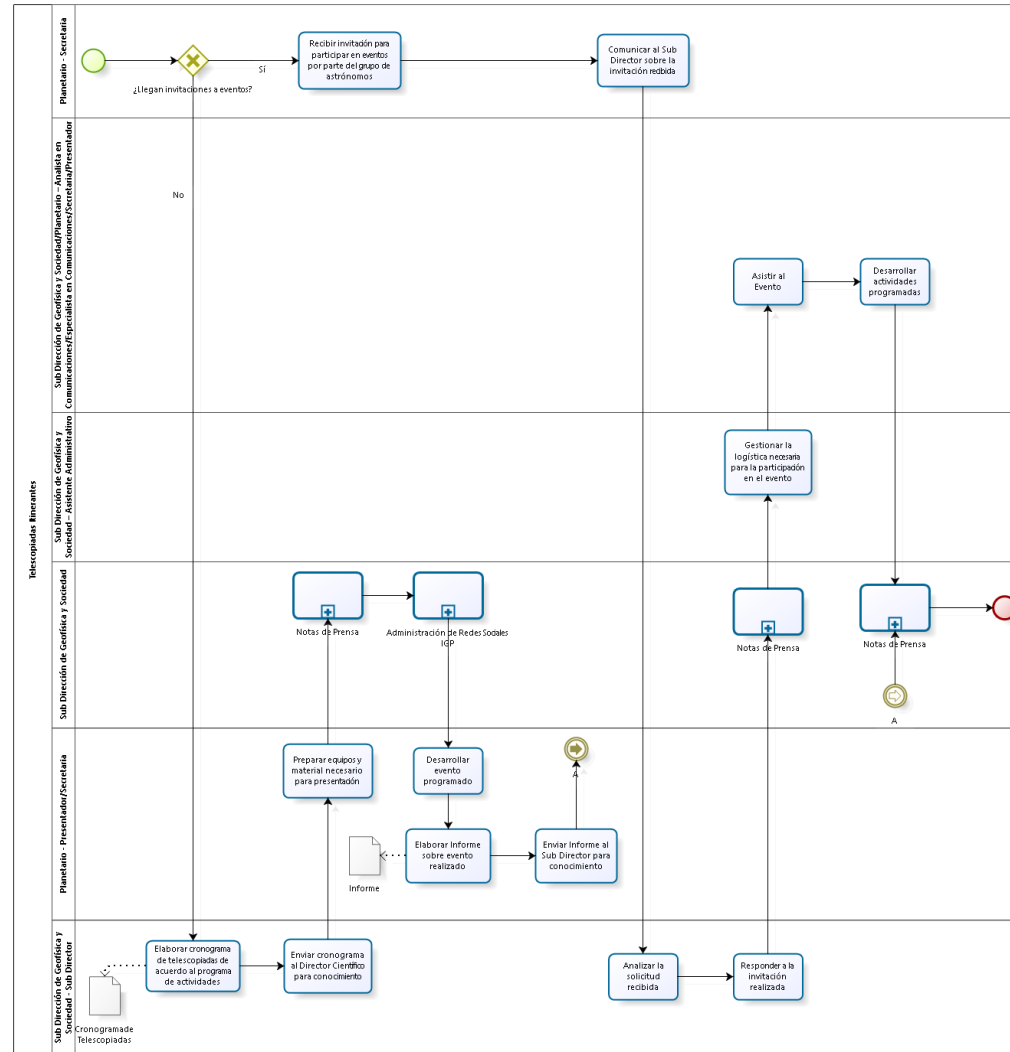 Telescopiadas Itinerantes
Planetario - Secretaria
¿Llegan invitaciones a eventos?
Sí
Recibir invitación para
participar en eventos
por parte del grupo de
astrónomos
Comunicar al Sub
Director sobre la
invitación recibida
Sub Dirección de Geofísica y Sociedad/Planetario – Analista en
Comunicaciones/Especialista en Comunicaciones/Secretaria/Presentador
No
Asistir al
Evento
Desarrollar
actividades
programadas
Sub Dirección de Geofísica y
Sociedad – Asistente Administrativo
Gestionar la
logística necesaria
para la participación
en el evento
Sub Dirección de Geofísica y Sociedad
Notas de Prensa
Administración de Redes Sociales
IGP
Notas de Prensa
Notas de Prensa
A
Planetario - Presentador/Secretaria
Preparar equipos y
material necesario
para presentación
Desarrollar
evento
programado
A
Informe
Elaborar Informe
sobre evento
realizado
Enviar Informe al
Sub Director para
conocimiento
Sub Dirección de Geofísica y
Sociedad - Sub Director
Cronograma de
Telescopiadas
Elaborar cronograma
de telescopiadas de
acuerdo al programa
de actividades
Enviar cronograma
al Director Científico
para conocimiento
Analizar la
solicitud
recibida
Responder a la
invitación
realizada